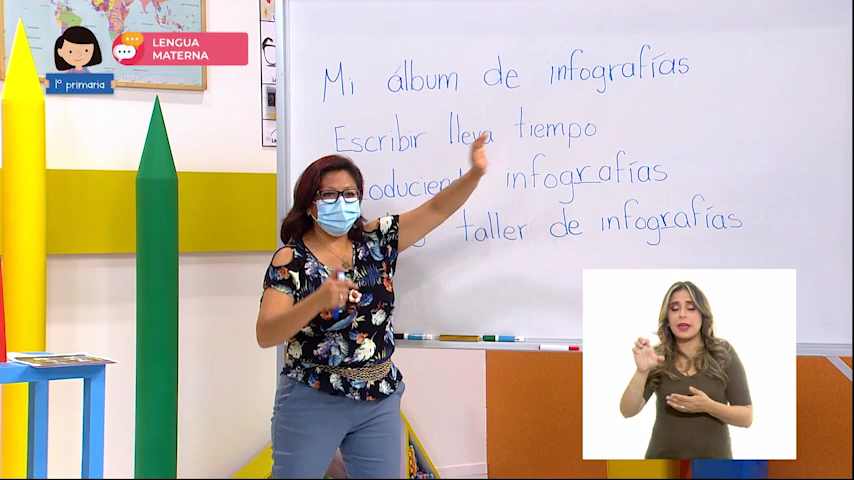 LENGUA
MATERNA
1° primaria
Mi álbum de infografías
Escribir lleva tiempo
infografías
taller de infografías